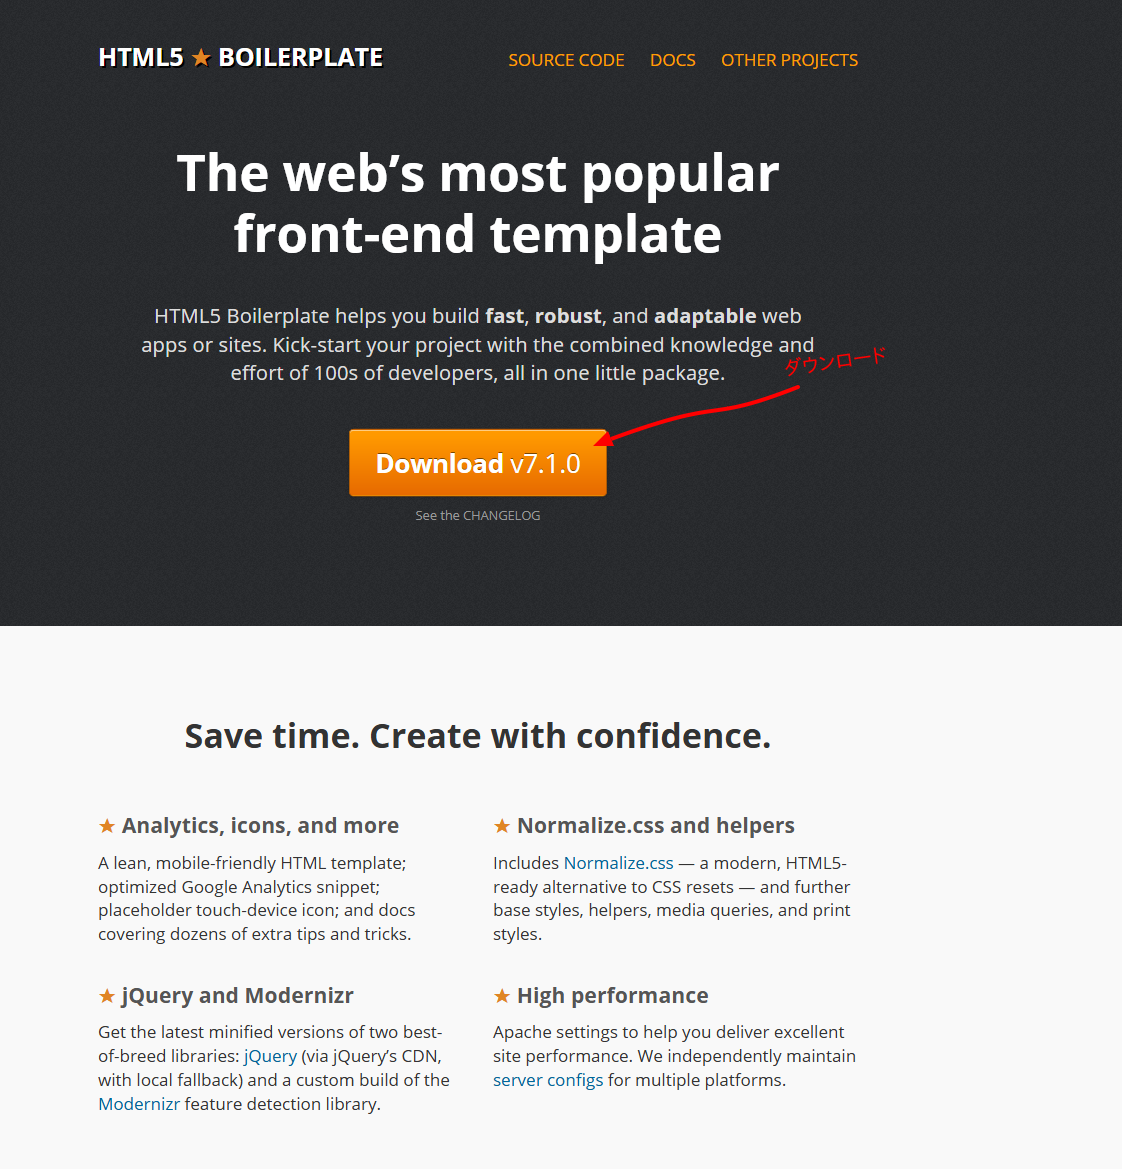 HTML5 ★ BOILERPLATE
SOURCE CODE DOCS OTHER PROJECTS
The web’s most popular
front-end template
HTML5 Boilerplate helps you build fast, robust, and adaptable web
apps or sites. Kick-start your project with the combined knowledge and
effort of 100s of developers, all in one little package.
ダウンロード
Download v7.1.0
See the CHANGELOG
Save time. Create with confidence.
★ Analytics, icons, and more
A lean, mobile-friendly HTML template;
optimized Google Analytics snippet;
placeholder touch-device icon; and docs
covering dozens of extra tips and tricks.
★ Normalize.css and helpers
Includes Normalize.css — a modern, HTML5-
ready alternative to CSS resets — and further
base styles, helpers, media queries, and print
styles.
★ jQuery and Modernizr
Get the latest minified versions of two best-
of-breed libraries: jQuery (via jQuery’s CDN,
with local fallback) and a custom build of the
Modernizr feature detection library.
★ High performance
Apache settings to help you deliver excellent
site performance. We independently maintain
server configs for multiple platforms.